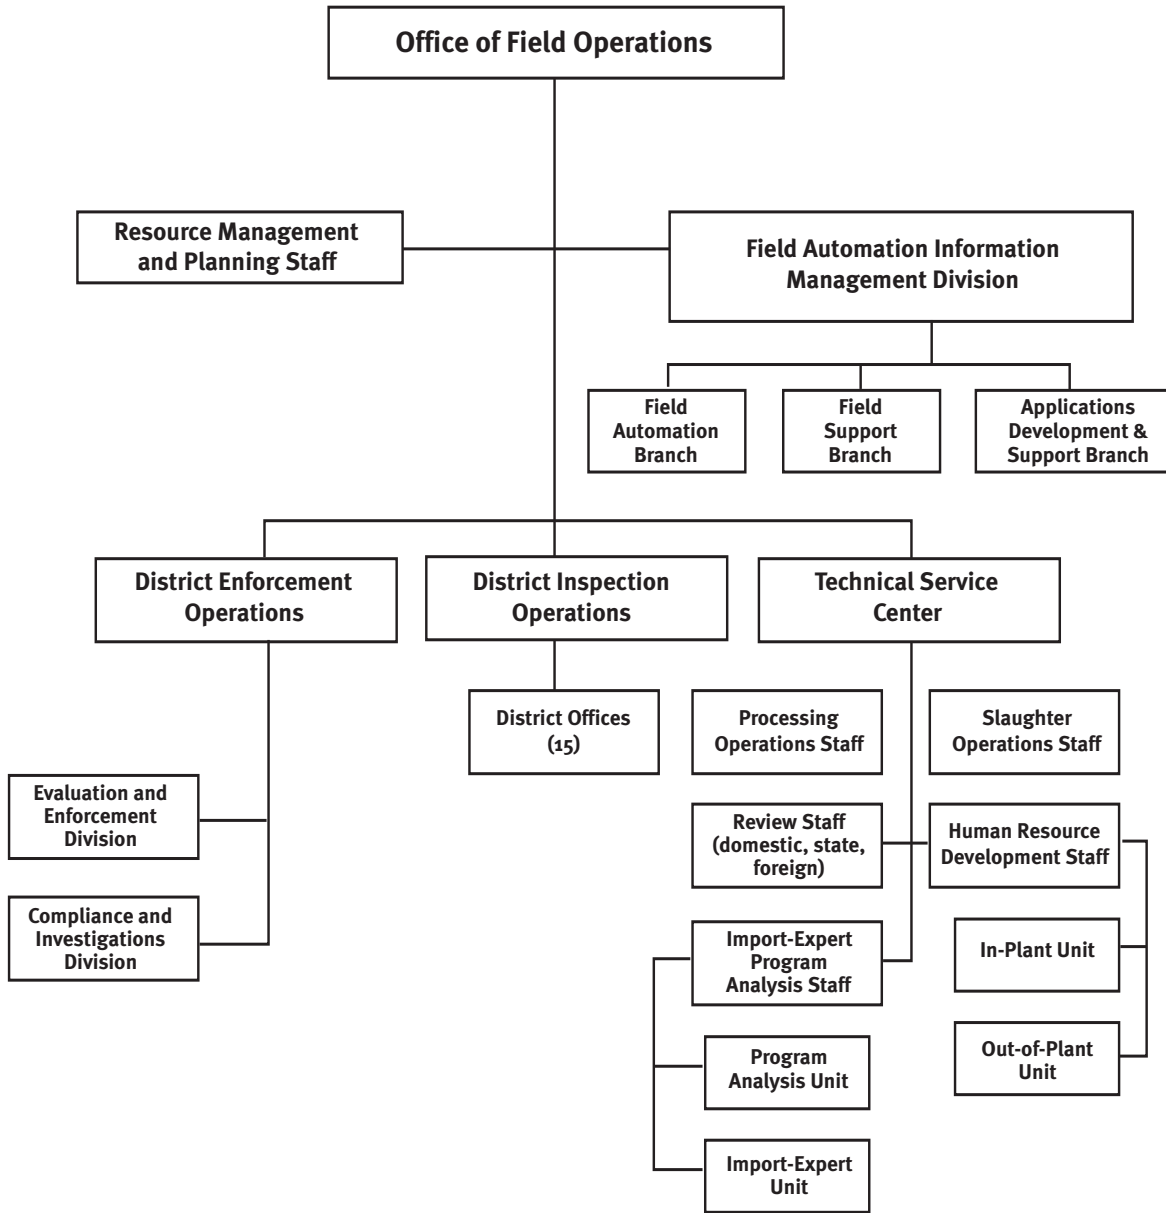 Office of Field Operations
Resource Management
and Planning Staff
Field Automation Information
Management Division
Field
Automation
Branch
Field
Support
Branch
Applications
Development &
Support Branch
District Enforcement
Operations
District Inspection
Operations
Technical Service
Center
District Offices
(15)
Processing
Operations Staff
Slaughter
Operations Staff
Evaluation and
Enforcement
Division
Review Staff
(domestic, state,
foreign)
Human Resource
Development Staff
Compliance and
Investigations
Division
Import-Expert
Program
Analysis Staff
In-Plant Unit
Program
Analysis Unit
Out-of-Plant
Unit
Import-Expert
Unit